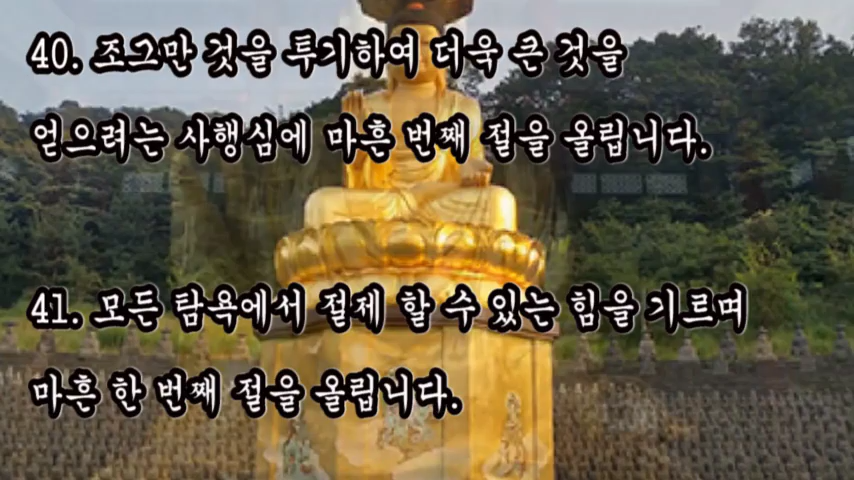 40. 조그만 것을 투기하여 더욱 큰 것을
얻으려는 사행심에 마흔 번째 절을 올립니다.
41. 모든 탐욕에서 절제 할 수 있는 힘을 기르며
마흔 한 번째 절을 올립니다.